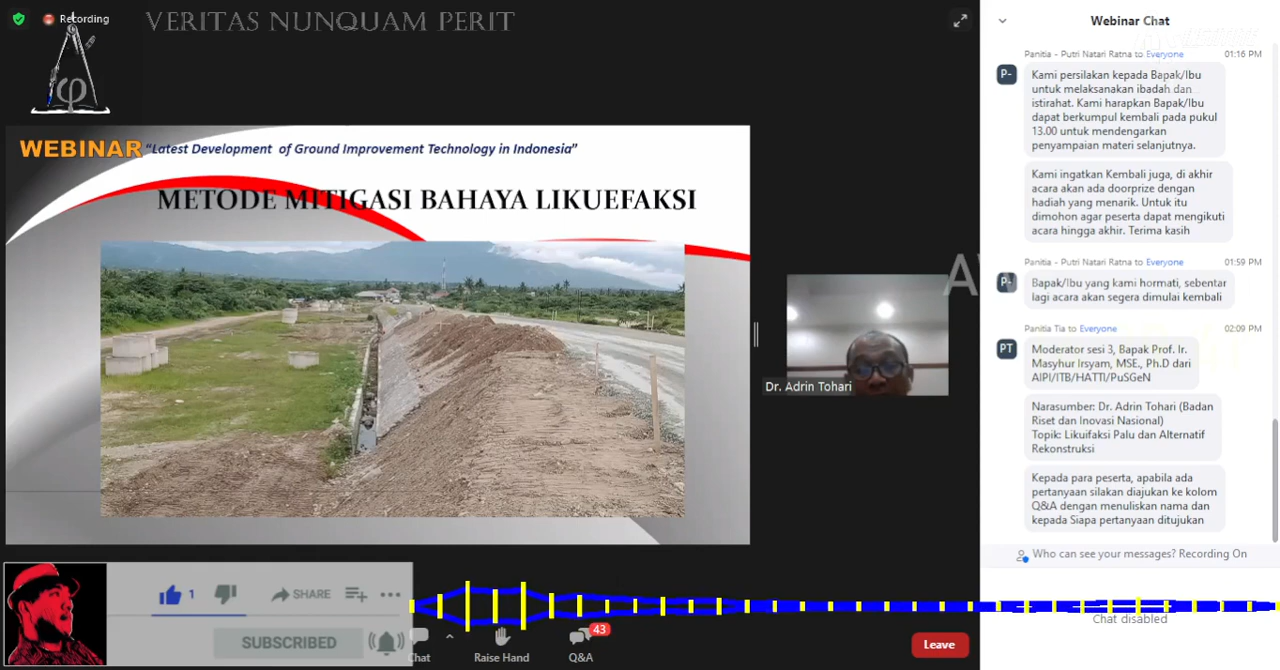 Recording
VERITAS NUNQUAM PERIT
φ
WEBINAR "Latest Development of Ground Improvement Technology in Indonesia"
METODE MITIGASI BAHAYA LIKUEFAKSI
Dr. Adrin Tohari
1
SHARE
SUBSCRIBED
Chat
Raise Hand
43
Q&A
Leave
Webinar Chat
Panitia - Putri Natari Ratna to Everyone 01:16 PM
P-
Kami persilakan kepada Bapak/Ibu
untuk melaksanakan ibadah dan
istirahat. Kami harapkan Bapak/Ibu
dapat berkumpul kembali pada pukul
13.00 untuk mendengarkan
penyampaian materi selanjutnya.
Kami ingatkan Kembali juga, di akhir
acara akan ada doorprize dengan
hadiah yang menarik. Untuk itu
dimohon agar peserta dapat mengikuti
acara hingga akhir. Terima kasih
Panitia - Putri Natari Ratna to Everyone 01:59 PM
P-
Bapak/Ibu yang kami hormati, sebentar
lagi acara akan segera dimulai kembali
Panitia Tia to Everyone 02:09 PM
PT
Moderator sesi 3, Bapak Prof. Ir.
Masyhur Irsyam, MSE., Ph.D dari
AIPI/ITB/HATTI/PuSGeN
Narasumber: Dr. Adrin Tohari (Badan
Riset dan Inovasi Nasional)
Topik: Likuifaksi Palu dan Alternatif
Rekonstruksi
Kepada para peserta, apabila ada
pertanyaan silakan diajukan ke kolom
Q&A dengan menuliskan nama dan
kepada Siapa pertanyaan ditujukan
Who can see your messages? Recording On
Chat disabled